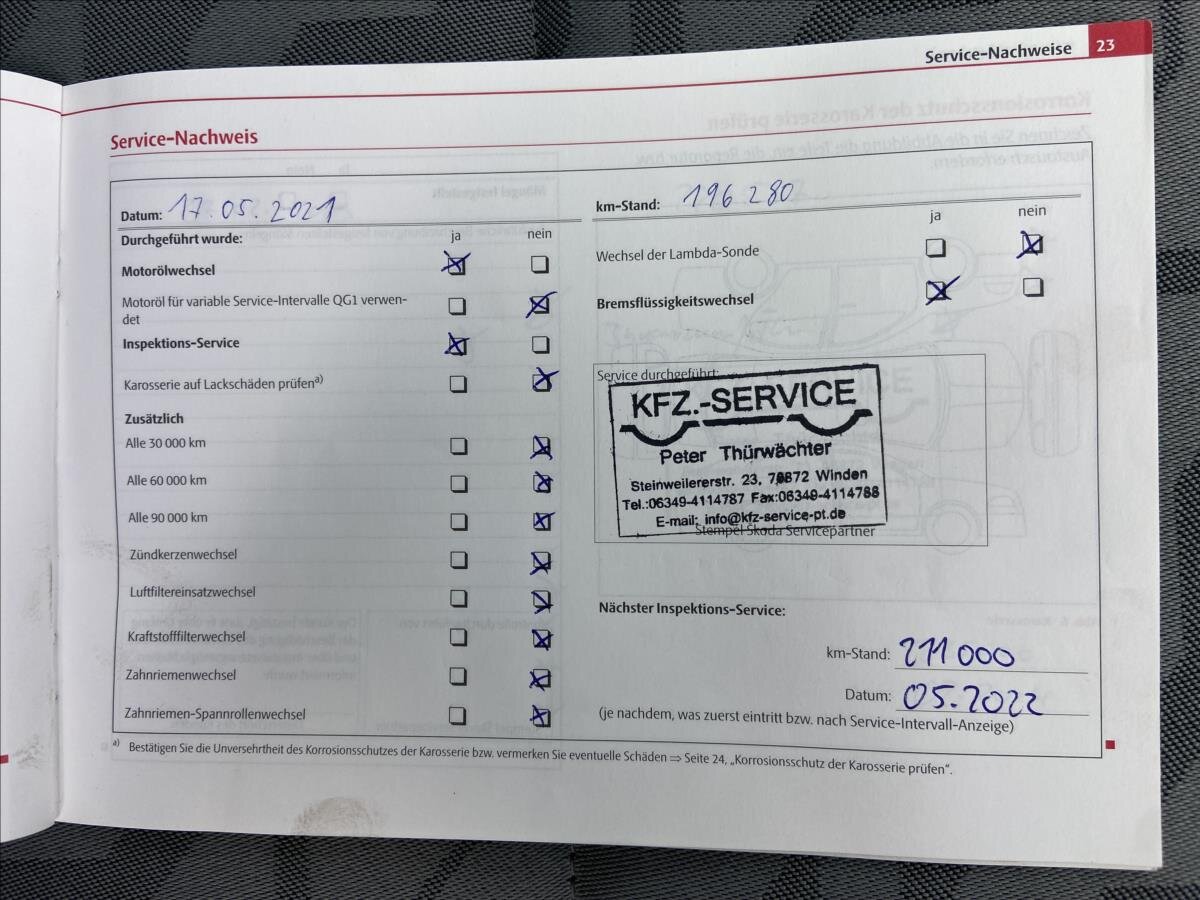 Service-Nachweise 23
Service-Nachweis
Datum: 17.05.2021
km-Stand: 196 280
Durchgeführt wurde: ja nein
ja nein
Motorölwechsel
Wechsel der Lambda-Sonde
Motoröl für variable Service-Intervalle QG1 verwen-
det
Bremsflüssigkeitswechsel
Inspektions-Service
Karosserie auf Lackschäden prüfen a)
Zusätzlich
Alle 30 000 km
Alle 60 000 km
Alle 90 000 km
Zündkerzenwechsel
Luftfiltereinsatzwechsel
Kraftstofffilterwechsel
Zahnriemenwechsel
Zahnriemen-Spannrollenwechsel
Service durchgeführt:
KFZ.-SERVICE
Peter Thürwächter
Steinweilererstr. 23, 76872 Winden
Tel.:06349-4114787 Fax:06349-4114788
E-mail: info@kfz-service-pt.de
Stempel Škoda Servicepartner
Nächster Inspektions-Service:
km-Stand: 211 000
Datum: 05.2022
(je nachdem, was zuerst eintritt bzw. nach Service-Intervall-Anzeige)
a) Bestätigen Sie die Unversehrtheit des Korrosionsschutzes der Karosserie bzw. vermerken Sie eventuelle Schäden ⇒ Seite 24, „Korrosionsschutz der Karosserie prüfen“.